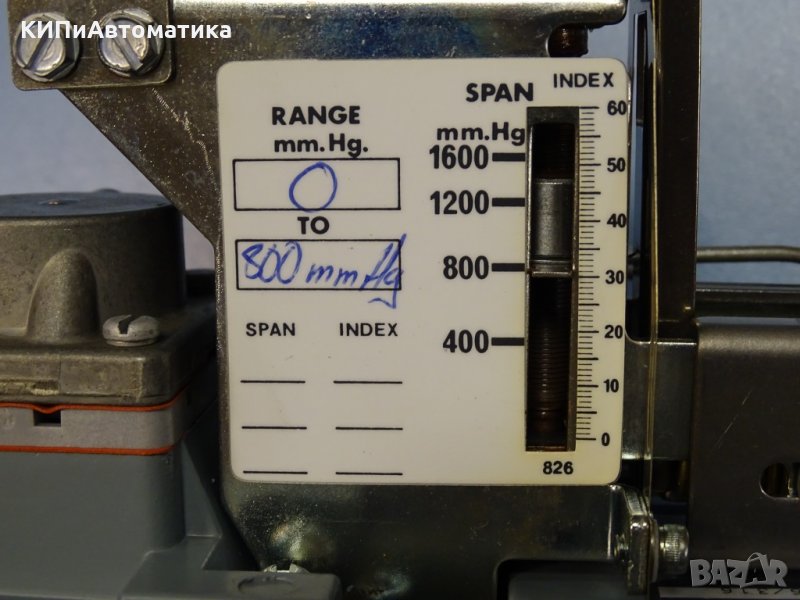 КИПиАвтоматика
RANGE
mm.Hg.
0
TO
800 mm Hg
SPAN INDEX
SPAN
mm.Hg
1600
1200
800
400
INDEX
60
50
40
30
20
10
0
826
BAZAR